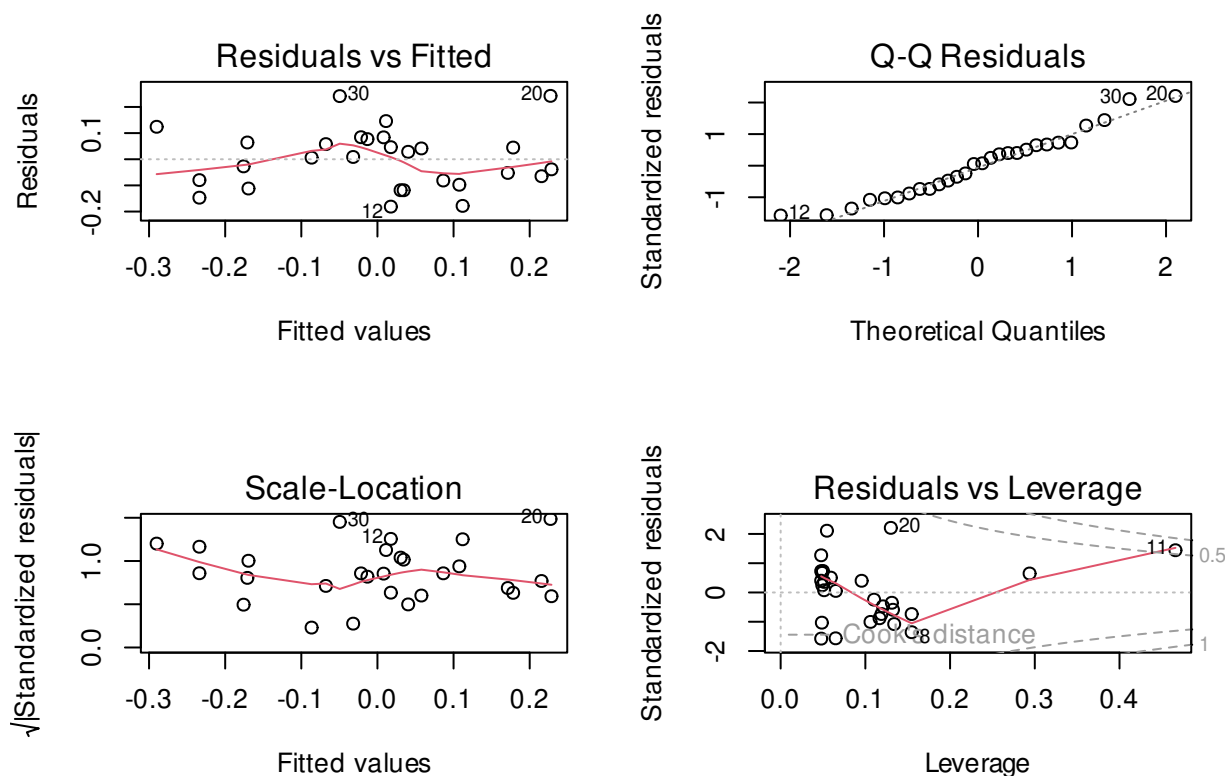 Residuals vs Fitted
Residuals
0.1
-0.2
30
20
12
-0.3 -0.2 -0.1 0.0 0.1 0.2
Fitted values
Q-Q Residuals
Standardized residuals
1
-1
30
20
12
-2 -1 0 1 2
Theoretical Quantiles
Scale-Location
√|Standardized residuals|
1.0
0.0
30
12
20
-0.3 -0.2 -0.1 0.0 0.1 0.2
Fitted values
Residuals vs Leverage
Standardized residuals
2
0
-2
20
11
0.5
Cook's distance
1
0.0 0.1 0.2 0.3 0.4
Leverage